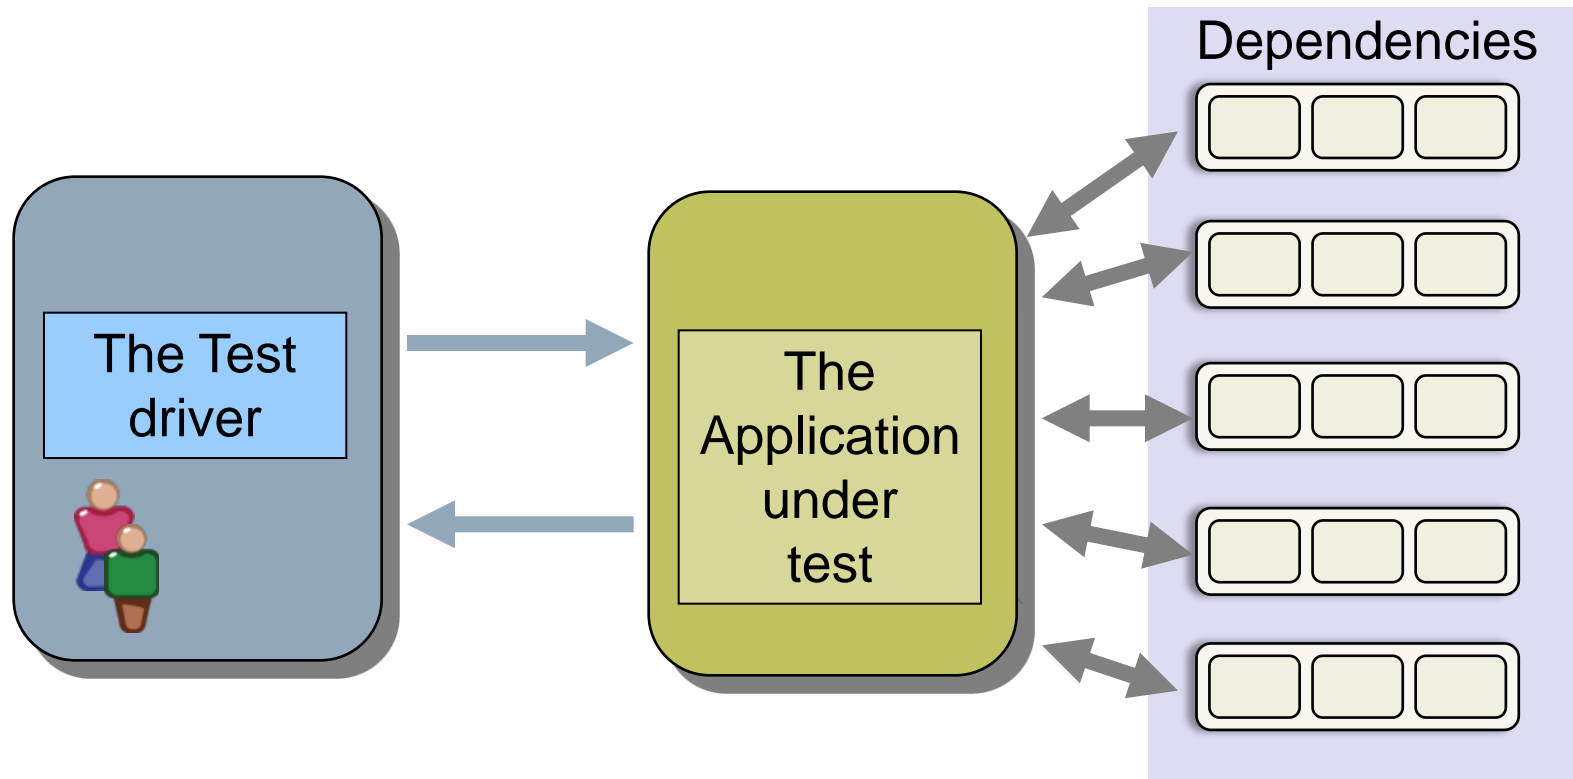 Dependencies
The Test
driver
The
Application
under
test